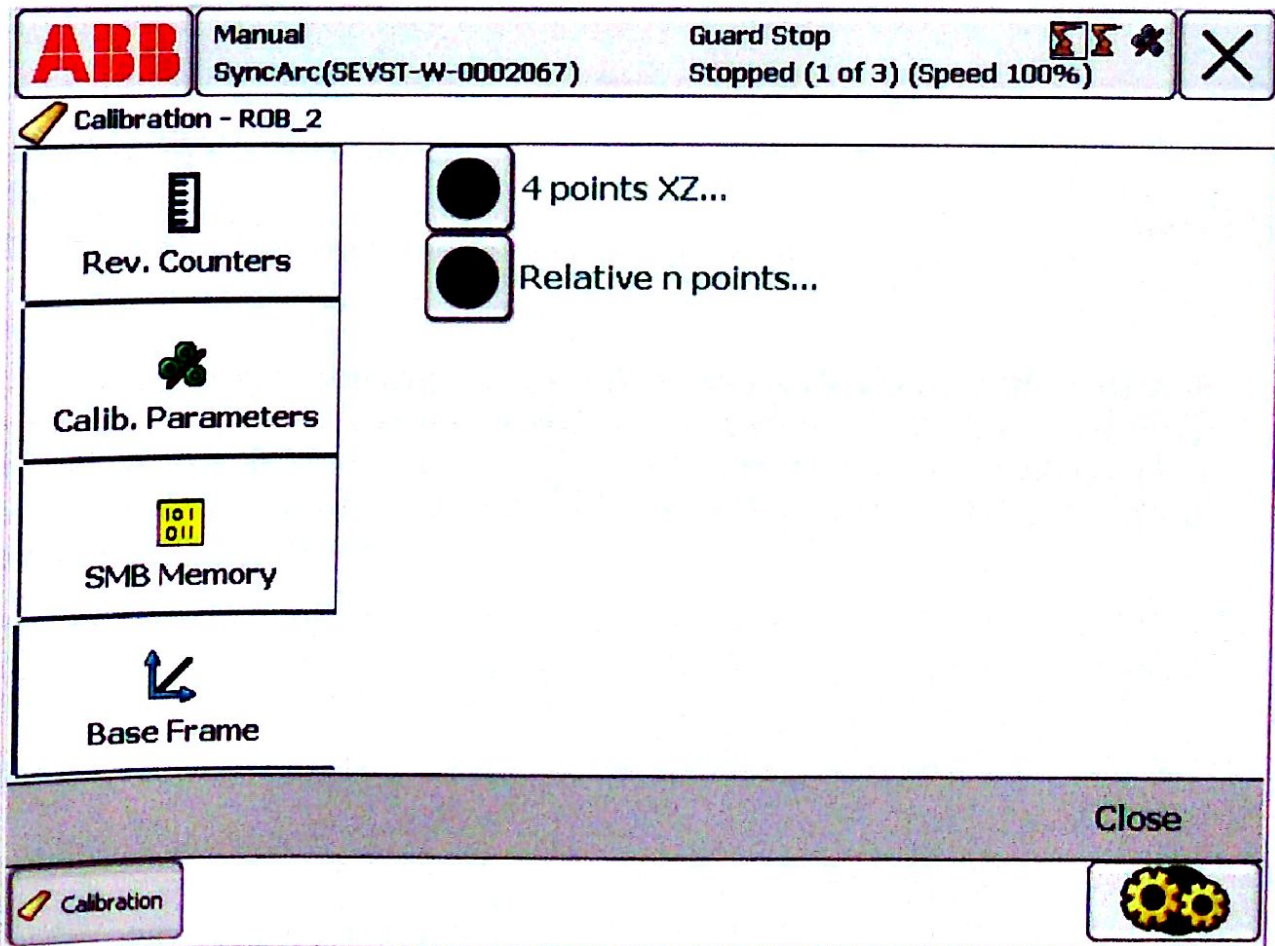 ABB
Manual
SyncArc(SEVST-W-0002067)
Guard Stop
Stopped (1 of 3) (Speed 100%)
Calibration - ROB_2
Rev. Counters
Calib. Parameters
101
011
SMB Memory
Base Frame
4 points XZ...
Relative n points...
Close
Calibration